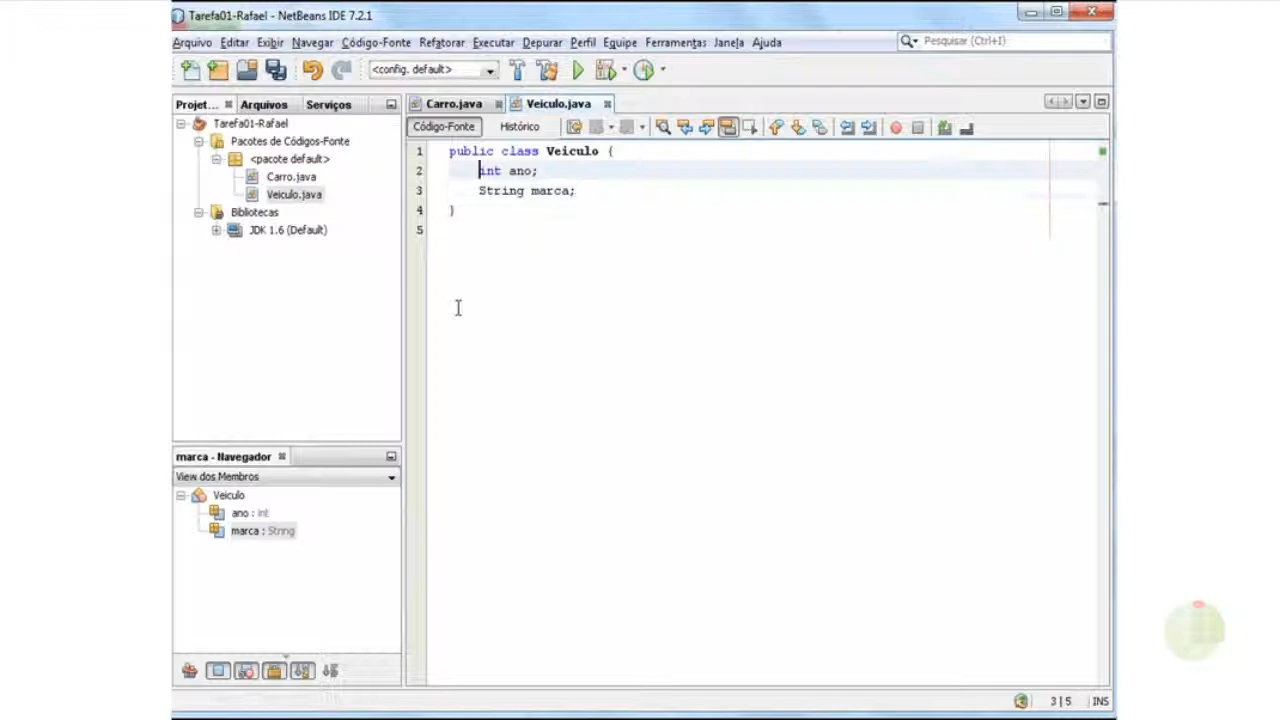 Tarefa01-Rafael - NetBeans IDE 7.2.1
Arquivo Editar Exibir Navegar Código-Fonte Refatorar Executar Depurar Perfil Equipe Ferramentas Janela Ajuda
Pesquisar (Ctrl+I)
<config. default>
Projet... Arquivos Serviços
Tarefa01-Rafael
Pacotes de Códigos-Fonte
<pacote default>
Carro.java
Veiculo.java
Bibliotecas
JDK 1.6 (Default)
Carro.java Veiculo.java
Código-Fonte Histórico
1 public class Veiculo {
2 int ano;
3 String marca;
4 }
5
marca - Navegador
View dos Membros
Veiculo
ano : int
marca : String
3|5 INS